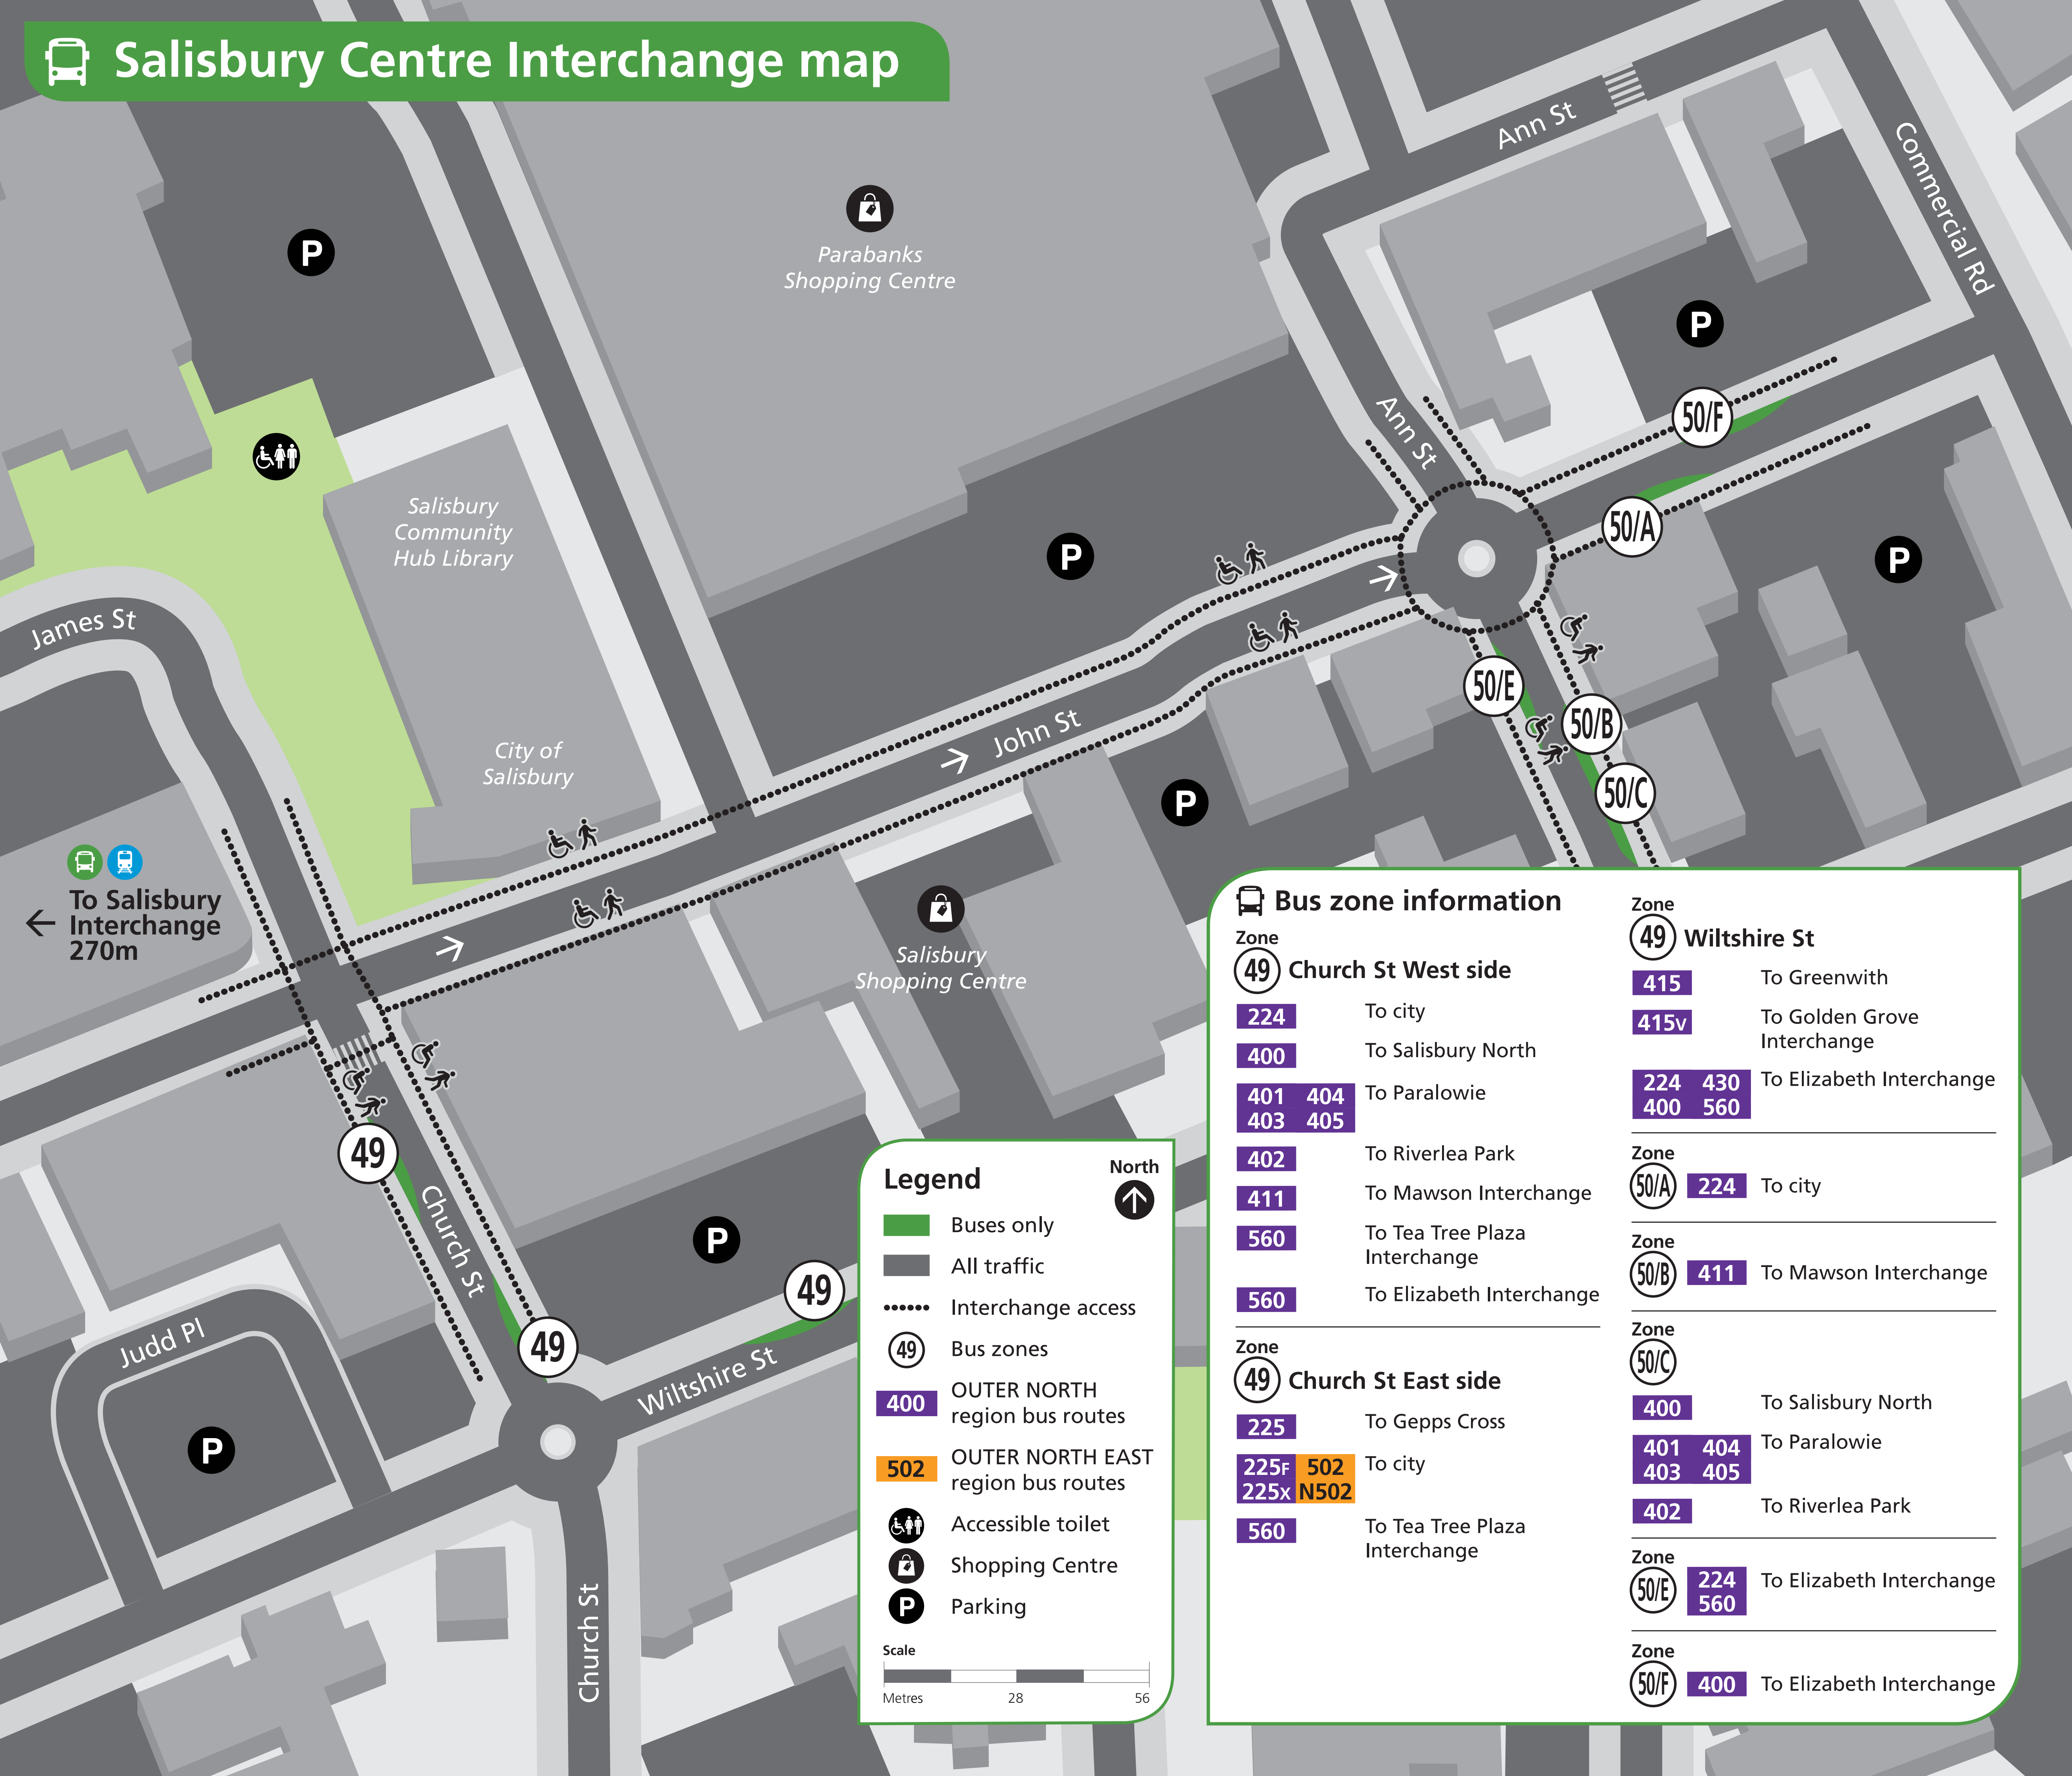 Salisbury Centre Interchange map
Ann St
Commercial Rd
P
Parabanks
Shopping Centre
P
50/F
Ann St
50/A
Salisbury
Community
Hub Library
P
P
James St
50/E
50/B
John St
City of
Salisbury
50/C
P
To Salisbury
Interchange
270m
Salisbury
Shopping Centre
49
Church St
P
49
49
Judd Pl
Wiltshire St
P
Church St
Legend
North
Buses only
All traffic
Interchange access
49 Bus zones
400 OUTER NORTH
region bus routes
502 OUTER NORTH EAST
region bus routes
Accessible toilet
Shopping Centre
P Parking
Scale
Metres 28 56
Bus zone information
Zone
49 Church St West side
224 To city
400 To Salisbury North
401 404 To Paralowie
403 405
402 To Riverlea Park
411 To Mawson Interchange
560 To Tea Tree Plaza
Interchange
560 To Elizabeth Interchange
Zone
49 Church St East side
225 To Gepps Cross
225F 502 To city
225X N502
560 To Tea Tree Plaza
Interchange
Zone
49 Wiltshire St
415 To Greenwith
415V To Golden Grove
Interchange
224 430 To Elizabeth Interchange
400 560
Zone
50/A 224 To city
Zone
50/B 411 To Mawson Interchange
Zone
50/C
400 To Salisbury North
401 404 To Paralowie
403 405
402 To Riverlea Park
Zone
50/E 224 To Elizabeth Interchange
560
Zone
50/F 400 To Elizabeth Interchange